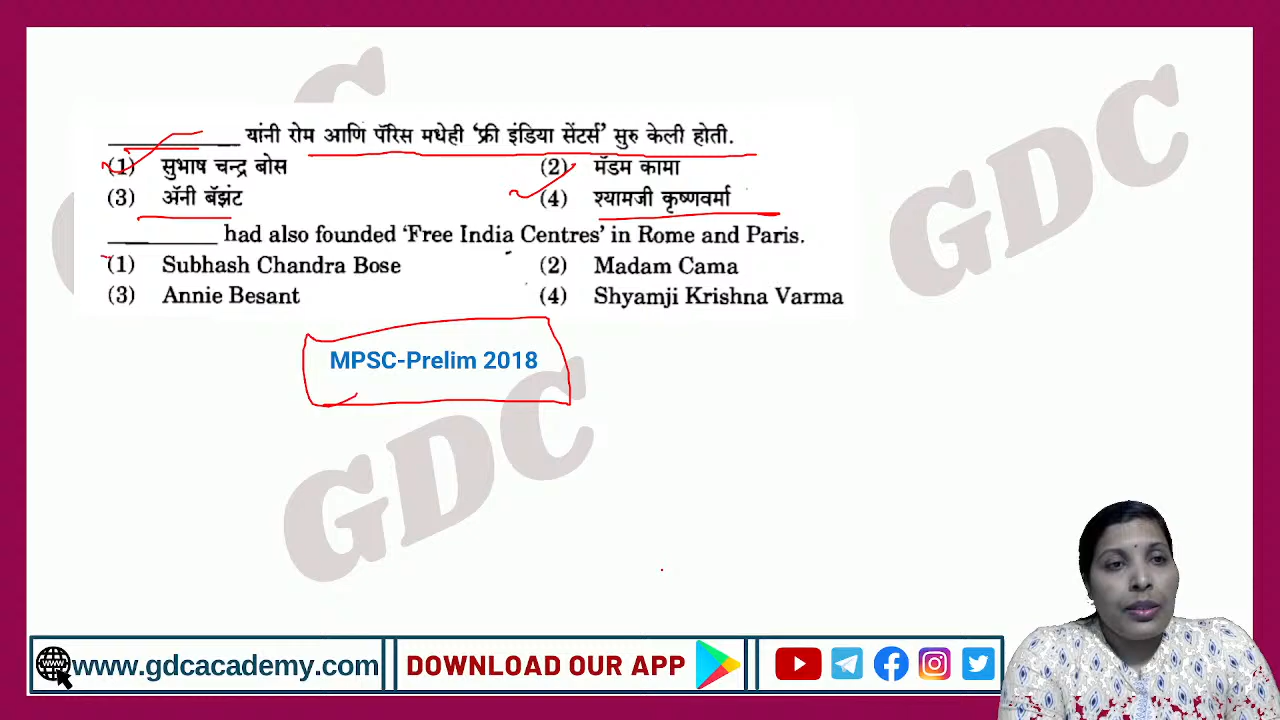 ____________ यांनी रोम आणि पॅरिस मधेही ‘फ्री इंडिया सेंटर्स’ सुरु केली होती.
(1) सुभाष चन्द्र बोस (2) मॅडम कामा
(3) ॲनी बॅझंट (4) श्यामजी कृष्णवर्मा
__________ had also founded ‘Free India Centres’ in Rome and Paris.
(1) Subhash Chandra Bose (2) Madam Cama
(3) Annie Besant (4) Shyamji Krishna Varma
MPSC-Prelim 2018
GDC
GDC
GDC
www.gdcacademy.com DOWNLOAD OUR APP